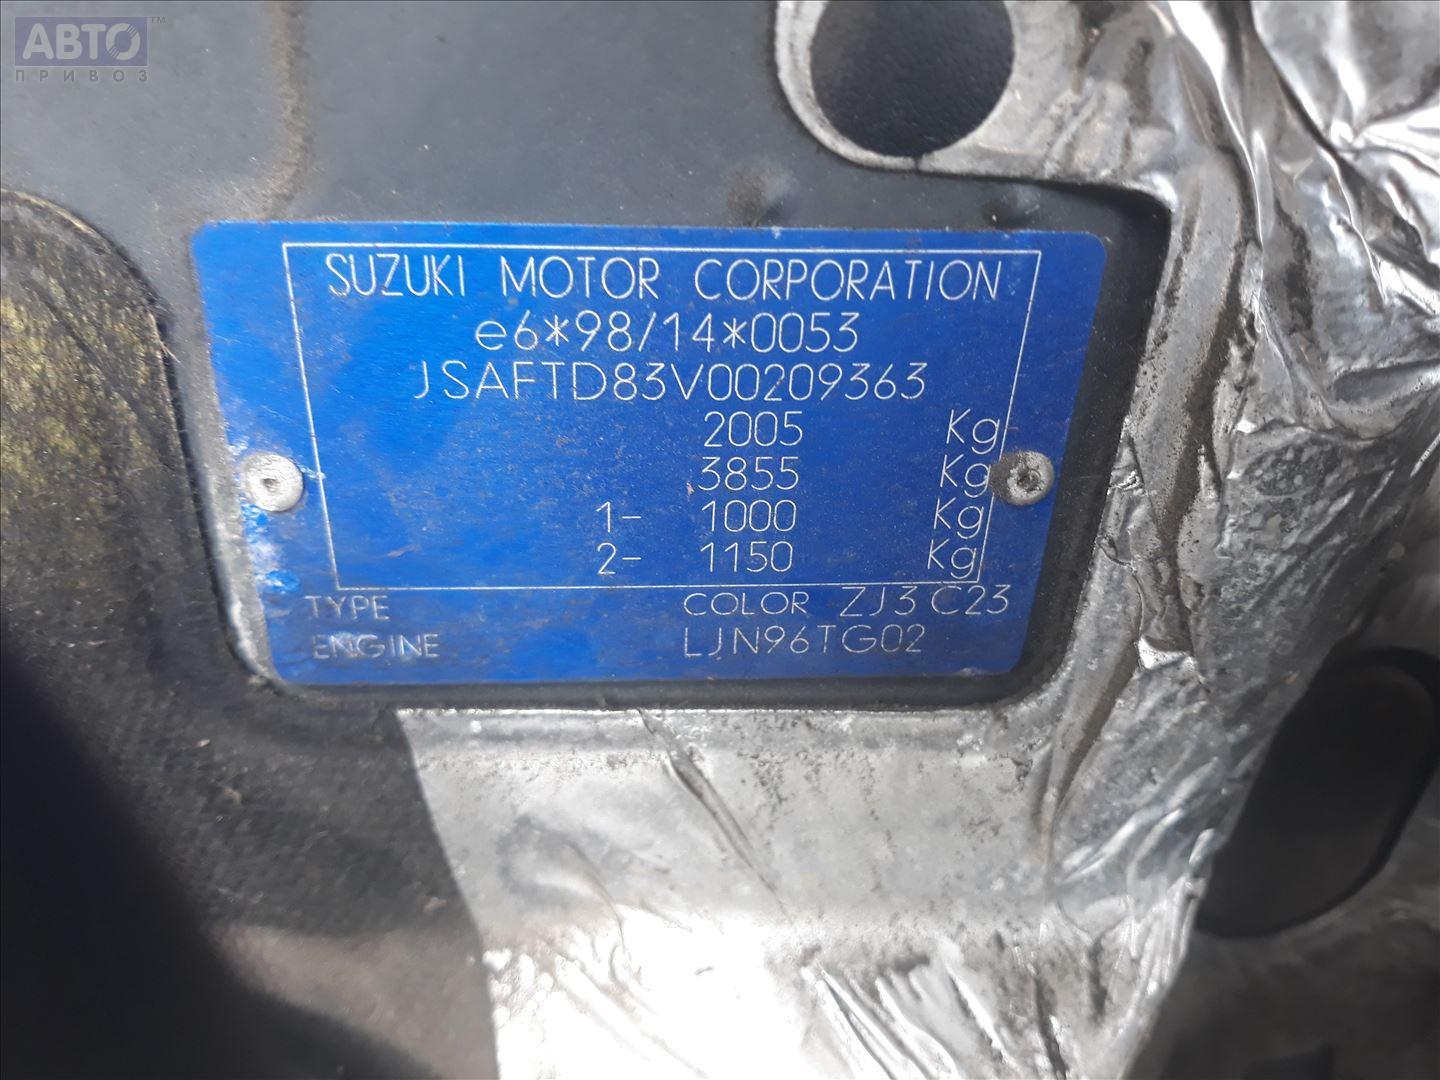 АВТО™
ПРИВОЗ
SUZUKI MOTOR CORPORATION
e6*98/14*0053
JSAFTD83V00209363
2005 Kg
3855 Kg
1- 1000 Kg
2- 1150 Kg
TYPE COLOR ZJ3 C23
ENGINE LJN96TG02